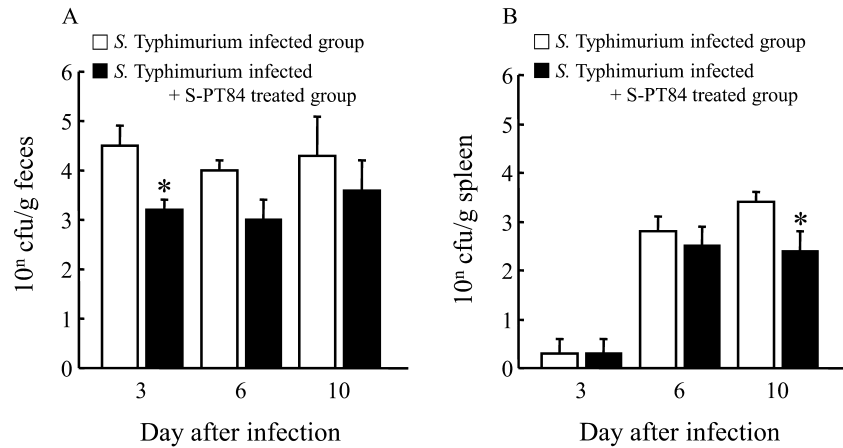 A
S. Typhimurium infected group
S. Typhimurium infected
+ S-PT84 treated group
6
5
4
3
2
1
0
10ⁿ cfu/g feces
*
3 6 10
Day after infection
B
S. Typhimurium infected group
S. Typhimurium infected
+ S-PT84 treated group
6
5
4
3
2
1
0
10ⁿ cfu/g spleen
*
3 6 10
Day after infection